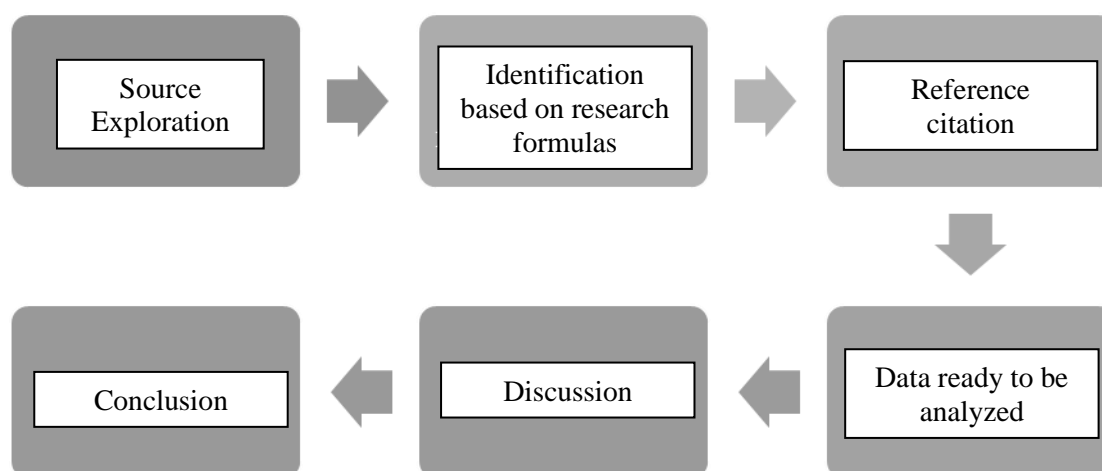 Source
Exploration
Identification
based on research
formulas
Reference
citation
Data ready to be
analyzed
Discussion
Conclusion